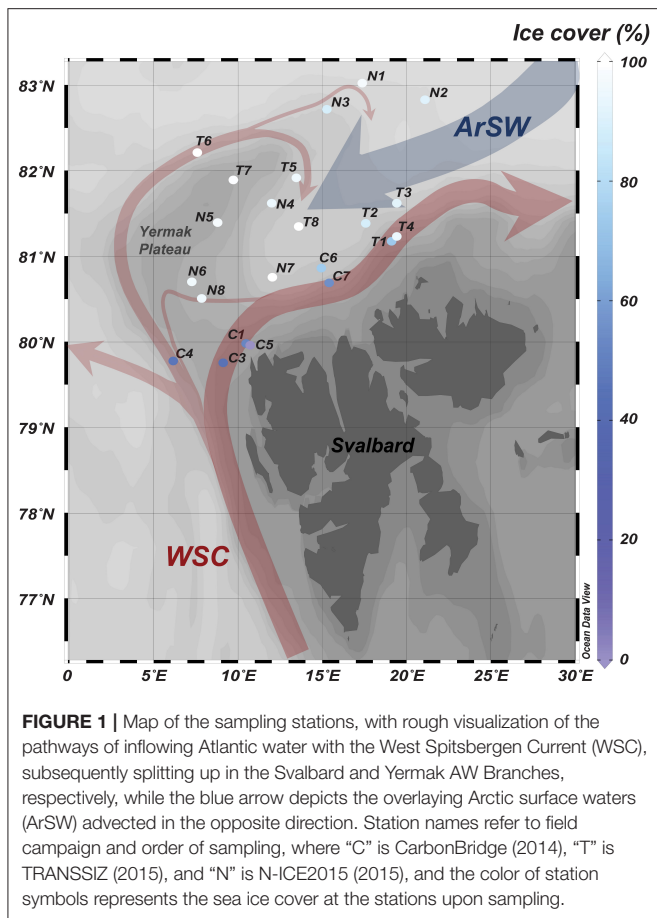 Ice cover (%)
83°N
82°N
81°N
80°N
79°N
78°N
77°N
0
5°E
10°E
15°E
20°E
25°E
30°E
100
80
60
40
20
0
N1
N2
N3
ArSW
T6
T7
T5
N4
T3
T2
T8
T4
T1
N5
Yermak
Plateau
C6
C7
N6
N7
N8
C1
C5
C4
C3
Svalbard
WSC
Ocean Data View
FIGURE 1 | Map of the sampling stations, with rough visualization of the
pathways of inflowing Atlantic water with the West Spitsbergen Current (WSC),
subsequently splitting up in the Svalbard and Yermak AW Branches,
respectively, while the blue arrow depicts the overlaying Arctic surface waters
(ArSW) advected in the opposite direction. Station names refer to field
campaign and order of sampling, where “C” is CarbonBridge (2014), “T” is
TRANSSIZ (2015), and “N” is N-ICE2015 (2015), and the color of station
symbols represents the sea ice cover at the stations upon sampling.